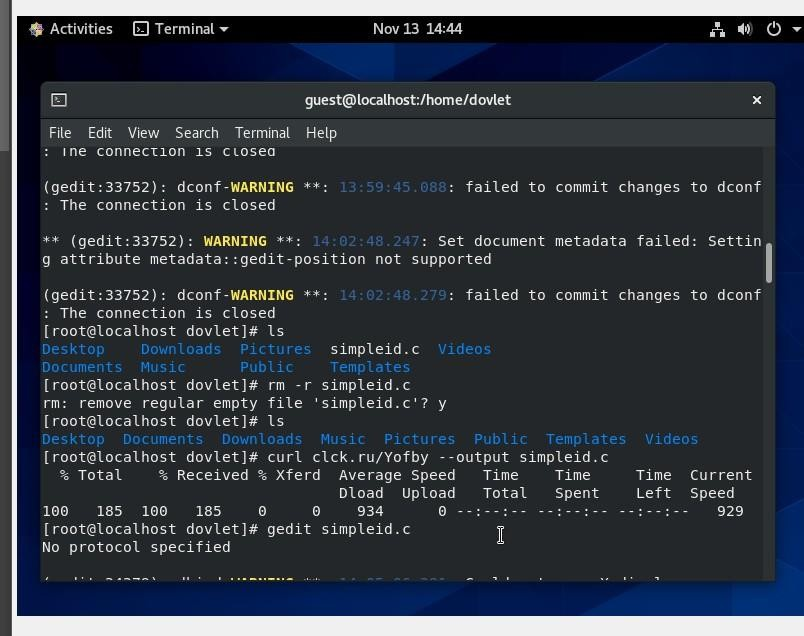 Activities Terminal Nov 13 14:44
guest@localhost:/home/dovlet ×
File Edit View Search Terminal Help
: The connection is closed
(gedit:33752): dconf-WARNING **: 13:59:45.088: failed to commit changes to dconf
: The connection is closed
** (gedit:33752): WARNING **: 14:02:48.247: Set document metadata failed: Settin
g attribute metadata::gedit-position not supported
(gedit:33752): dconf-WARNING **: 14:02:48.279: failed to commit changes to dconf
: The connection is closed
[root@localhost dovlet]# ls
Desktop Downloads Pictures simpleid.c Videos
Documents Music Public Templates
[root@localhost dovlet]# rm -r simpleid.c
rm: remove regular empty file 'simpleid.c'? y
[root@localhost dovlet]# ls
Desktop Documents Downloads Music Pictures Public Templates Videos
[root@localhost dovlet]# curl clck.ru/Yofby --output simpleid.c
% Total % Received % Xferd Average Speed Time Time Time Current
Dload Upload Total Spent Left Speed
100 185 100 185 0 0 934 0 --:--:-- --:--:-- --:--:-- 929
[root@localhost dovlet]# gedit simpleid.c
No protocol specified